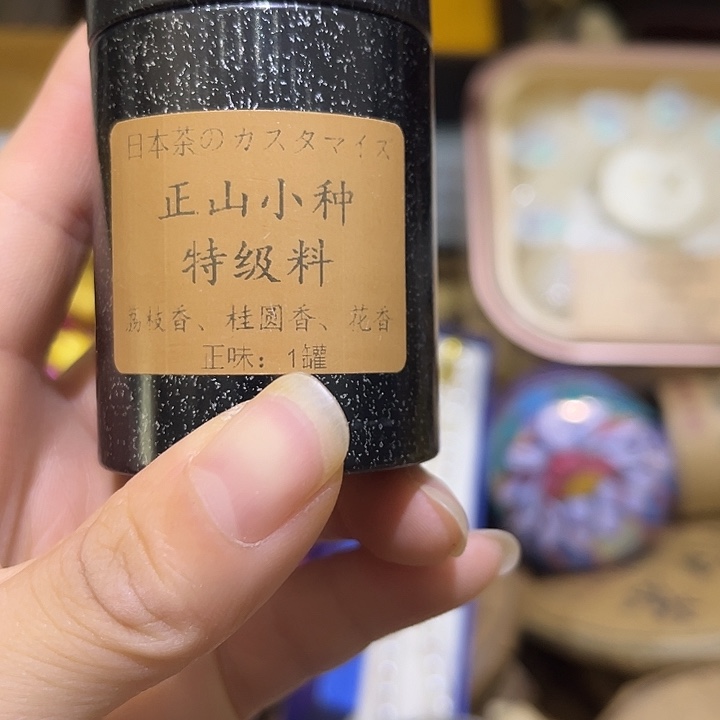 日本茶のカスタマイズ
正山小种
特级料
荔枝香、桂圆香、花香
正味：1罐